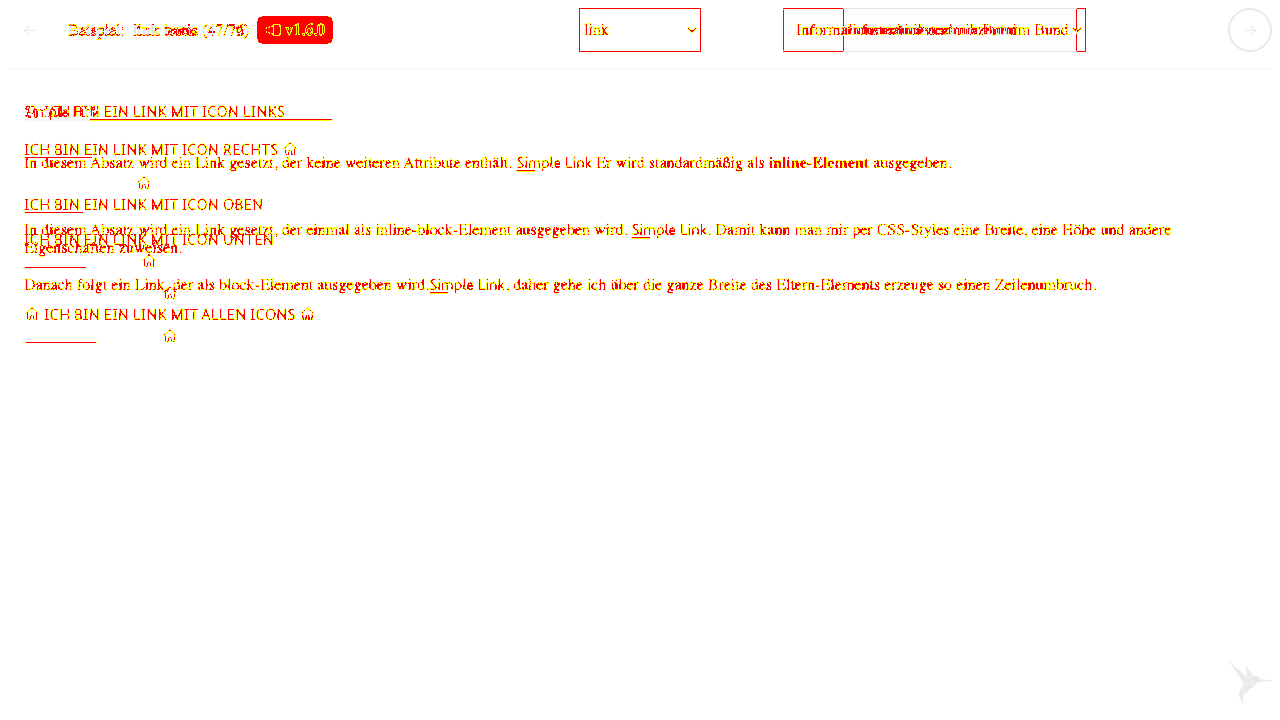 Beispiel: link v1.6.0 link
ICH BIN EIN LINK MIT ICON LINKS
ICH BIN EIN LINK MIT ICON RECHTS
In diesem Absatz wird ein Link gesetzt, der keine weiteren Attribute enthält. Simple Link Er wird standardmäßig als inline-Element ausgegeben.
ICH BIN EIN LINK MIT ICON OBEN
In diesem Absatz wird ein Link gesetzt, der einmal als inline-block-Element ausgegeben wird. Simple Link. Damit kann man mir per CSS-Styles eine Breite, eine Höhe und andere
ICH BIN EIN LINK MIT ICON UNTEN
Eigenschaften zuweisen.
Danach folgt ein Link, der als block-Element ausgegeben wird.Simple Link, daher gehe ich über die ganze Breite des Eltern-Elements erzeuge so einen Zeilenumbruch.
ICH BIN EIN LINK MIT ALLEN ICONS